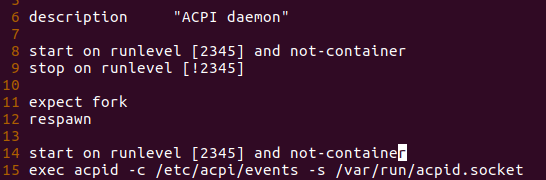 6 description     "ACPI daemon"
7
8 start on runlevel [2345] and not-container
9 stop on runlevel [!2345]
10
11 expect fork
12 respawn
13
14 start on runlevel [2345] and not-container
15 exec acpid -c /etc/acpi/events -s /var/run/acpid.socket